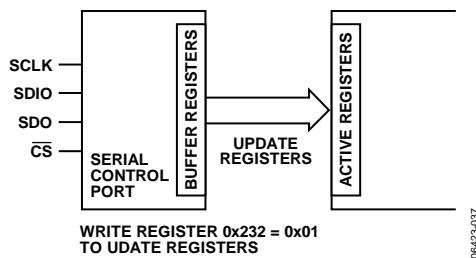 SCLK
SDIO
SDO
CS
SERIAL
CONTROL
PORT
BUFFER REGISTERS
UPDATE
REGISTERS
ACTIVE REGISTERS
WRITE REGISTER 0x232 = 0x01
TO UDATE REGISTERS
06423-037